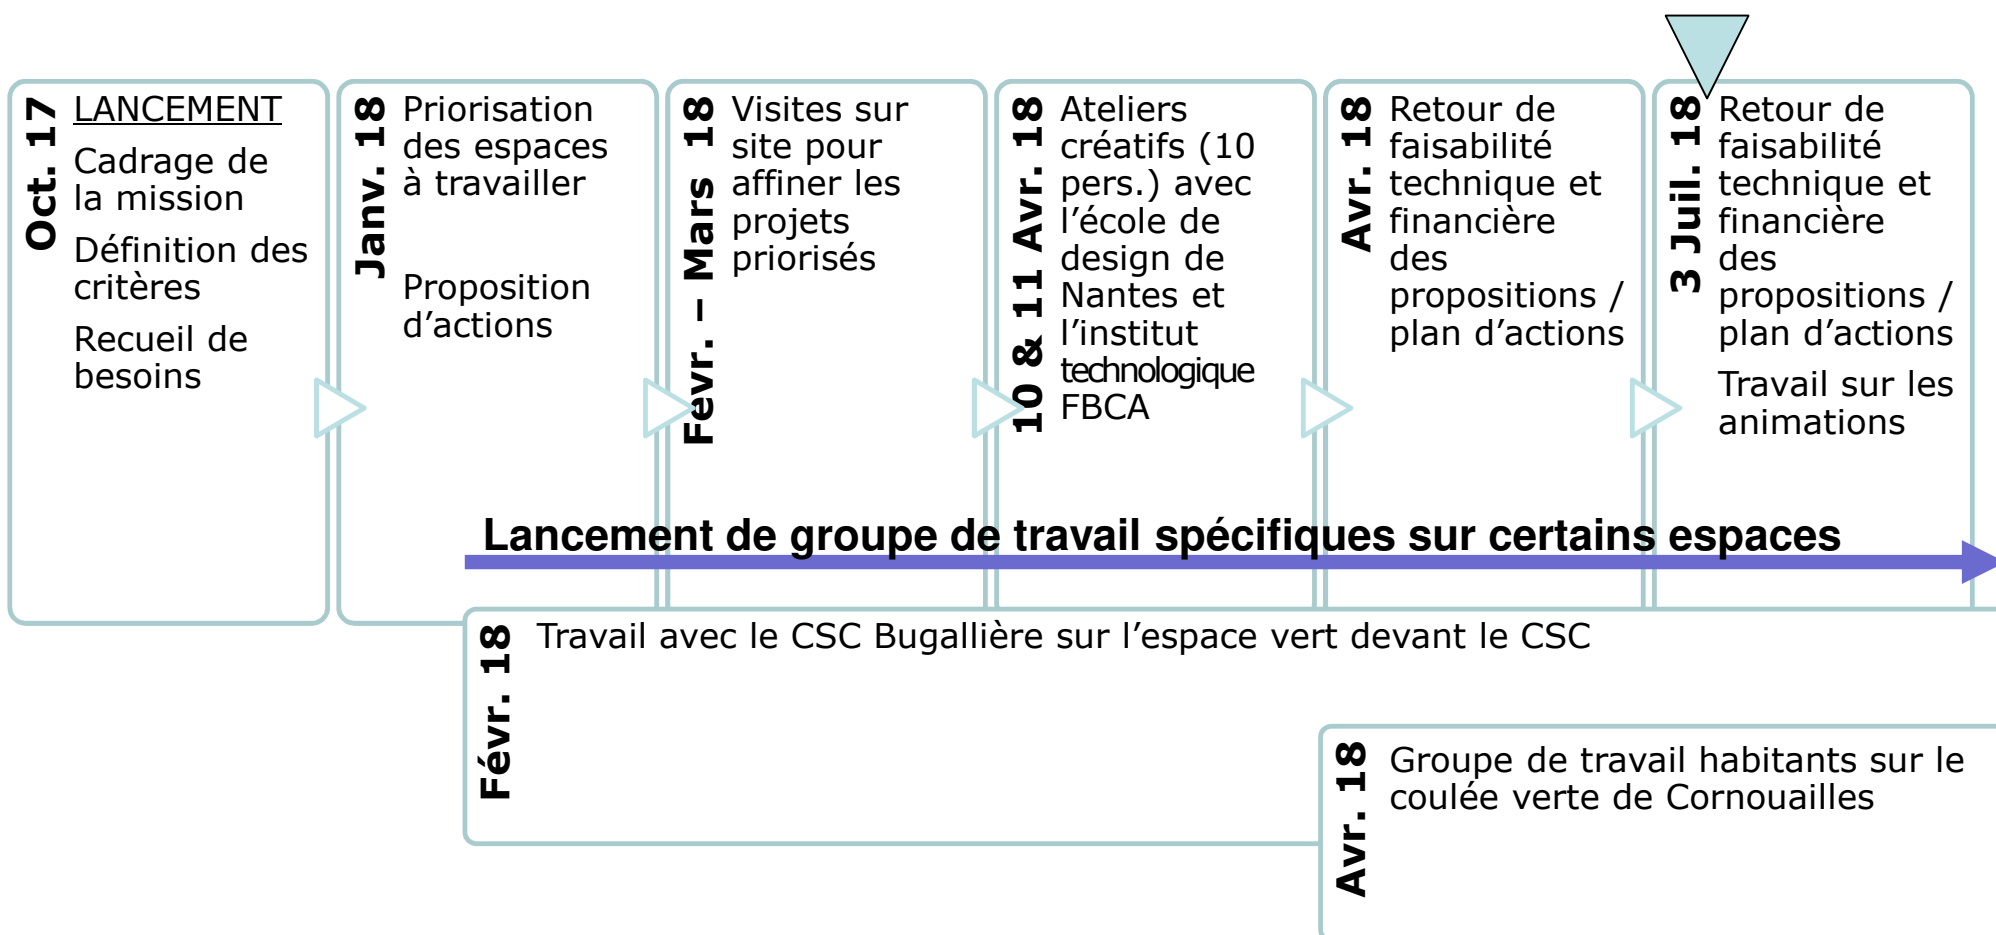 Oct. 17
LANCEMENT
Cadrage de
la mission
Définition des
critères
Recueil de
besoins
Janv. 18
Priorisation
des espaces
à travailler
Proposition
d’actions
Fevr. – Mars 18
Visites sur
site pour
affiner les
projets
priorisés
10 & 11 Avr. 18
Ateliers
créatifs (10
pers.) avec
l’école de
design de
Nantes et
l’institut
technologique
FBCA
Avr. 18
Retour de
faisabilité
technique et
financière
des
propositions /
plan d’actions
3 Juil. 18
Retour de
faisabilité
technique et
financière
des
propositions /
plan d’actions
Travail sur les
animations
Lancement de groupe de travail spécifiques sur certains espaces
Févr. 18
Travail avec le CSC Bugallière sur l’espace vert devant le CSC
Avr. 18
Groupe de travail habitants sur le
coulée verte de Cornouailles